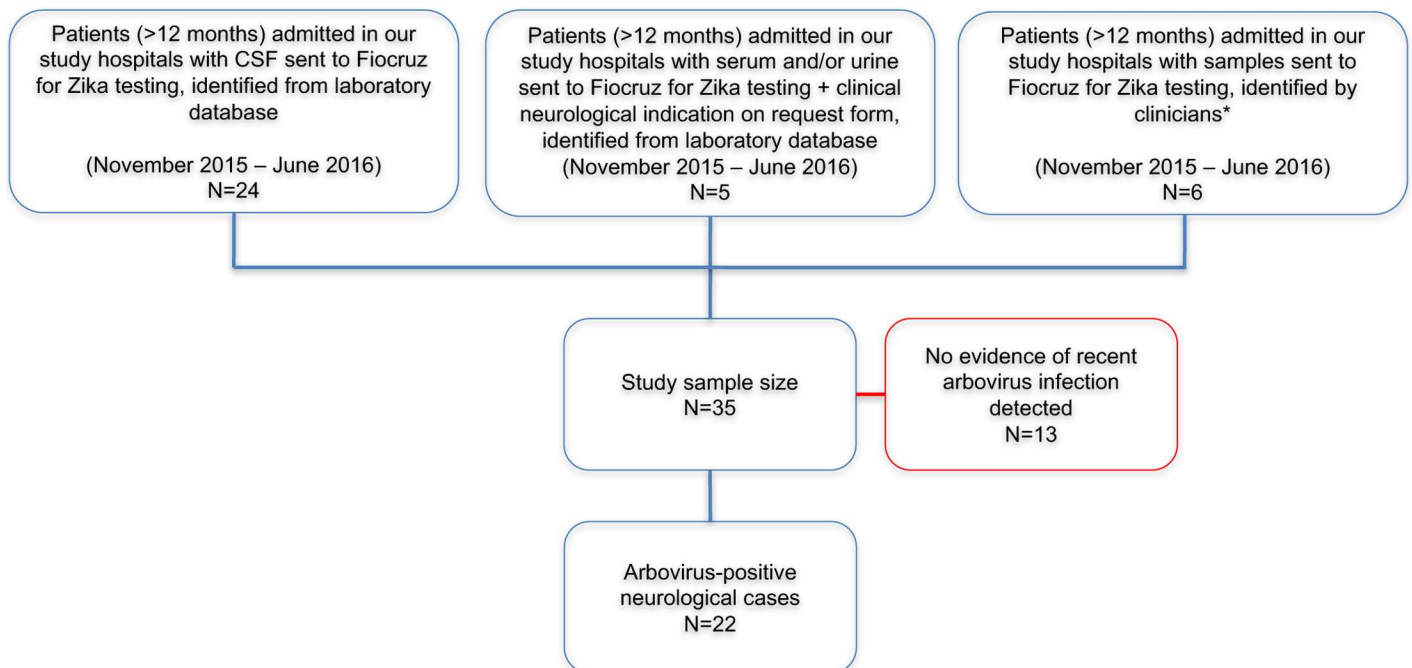 Patients (>12 months) admitted in our
study hospitals with CSF sent to Fiocruz
for Zika testing, identified from laboratory
database
(November 2015 – June 2016)
N=24
Patients (>12 months) admitted in our
study hospitals with serum and/or urine
sent to Fiocruz for Zika testing + clinical
neurological indication on request form,
identified from laboratory database
(November 2015 – June 2016)
N=5
Patients (>12 months) admitted in our
study hospitals with samples sent to
Fiocruz for Zika testing, identified by
clinicians*
(November 2015 – June 2016)
N=6
Study sample size
N=35
No evidence of recent
arbovirus infection
detected
N=13
Arbovirus-positive
neurological cases
N=22